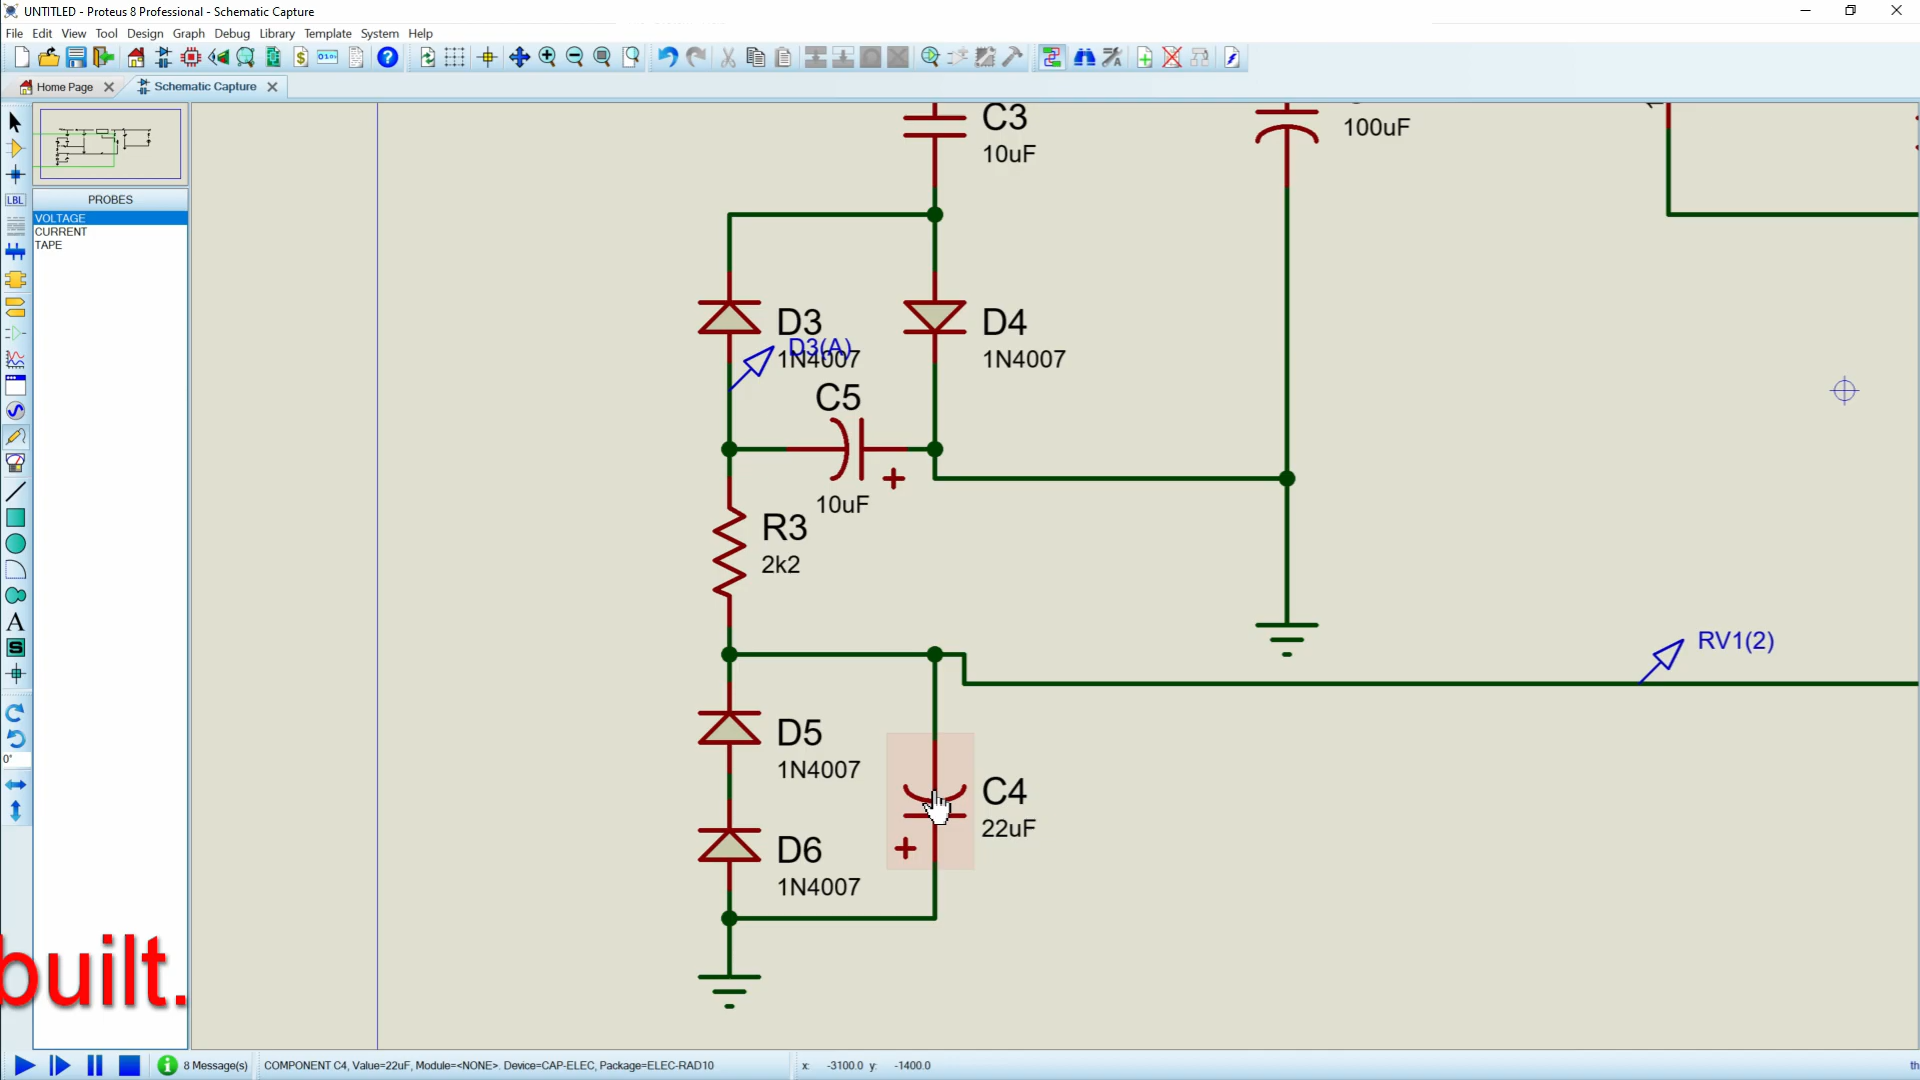 UNTITLED - Proteus 8 Professional - Schematic Capture
File Edit View Tool Design Graph Debug Library Template System Help
Home Page Schematic Capture
PROBES
VOLTAGE
CURRENT
TAPE
LBL
A
S
0°
C3
10uF
100uF
D3
D3(A)
1N4007
D4
1N4007
C5
+
10uF
R3
2k2
RV1(2)
D5
1N4007
C4
22uF
+
D6
1N4007
built.
8 Message(s) COMPONENT C4, Value=22uF, Module=<NONE>. Device=CAP-ELEC, Package=ELEC-RAD10 x: -3100.0 y: -1400.0 th